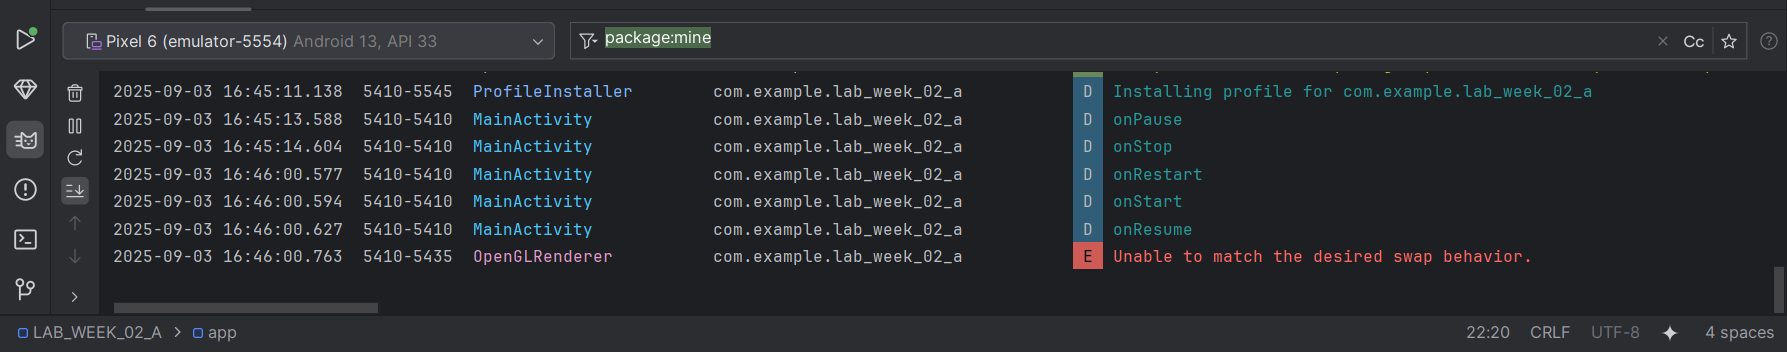 Pixel 6 (emulator-5554) Android 13, API 33 package:mine Cc
2025-09-03 16:45:11.138 5410-5545 ProfileInstaller com.example.lab_week_02_a D Installing profile for com.example.lab_week_02_a
2025-09-03 16:45:13.588 5410-5410 MainActivity com.example.lab_week_02_a D onPause
2025-09-03 16:45:14.604 5410-5410 MainActivity com.example.lab_week_02_a D onStop
2025-09-03 16:46:00.577 5410-5410 MainActivity com.example.lab_week_02_a D onRestart
2025-09-03 16:46:00.594 5410-5410 MainActivity com.example.lab_week_02_a D onStart
2025-09-03 16:46:00.627 5410-5410 MainActivity com.example.lab_week_02_a D onResume
2025-09-03 16:46:00.763 5410-5435 OpenGLRenderer com.example.lab_week_02_a E Unable to match the desired swap behavior.
LAB_WEEK_02_A > app 22:20 CRLF UTF-8 4 spaces